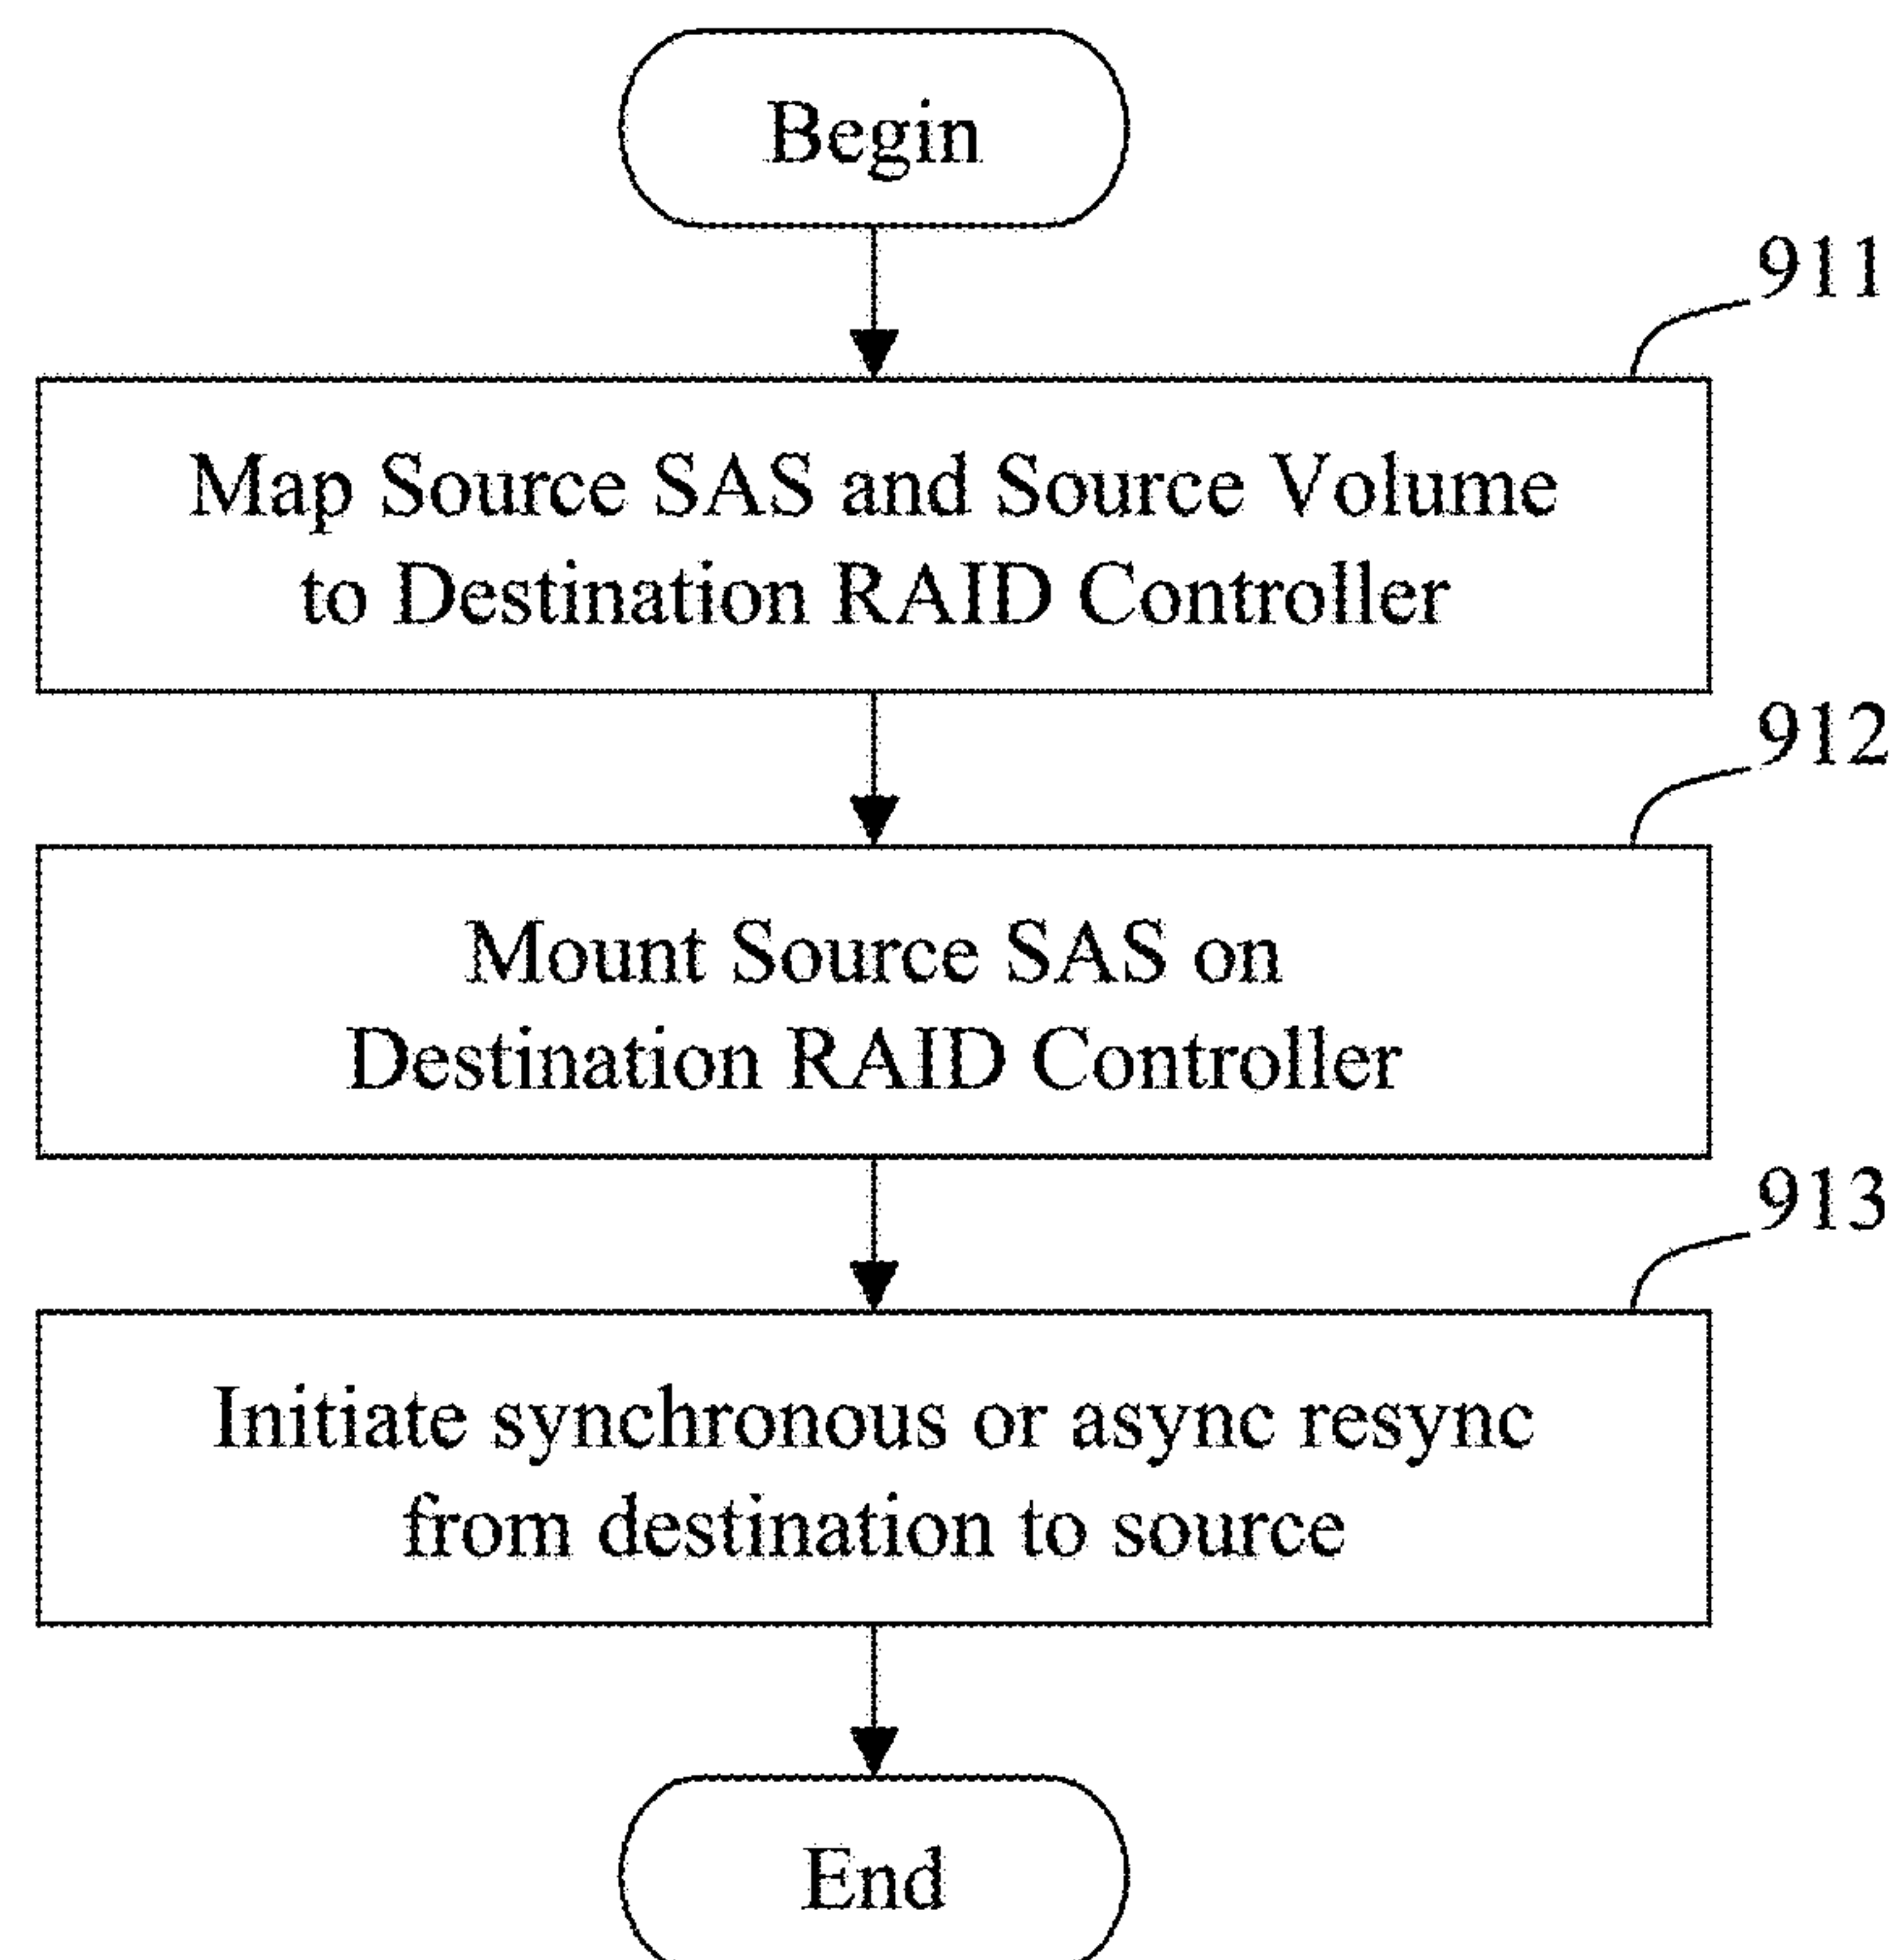 Begin
911
Map Source SAS and Source Volume
to Destination RAID Controller
912
Mount Source SAS on
Destination RAID Controller
913
Initiate synchronous or async resync
from destination to source
End